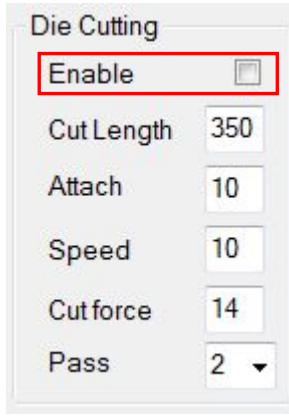 Die Cutting
Enable
Cut Length 350
Attach 10
Speed 10
Cut force 14
Pass 2